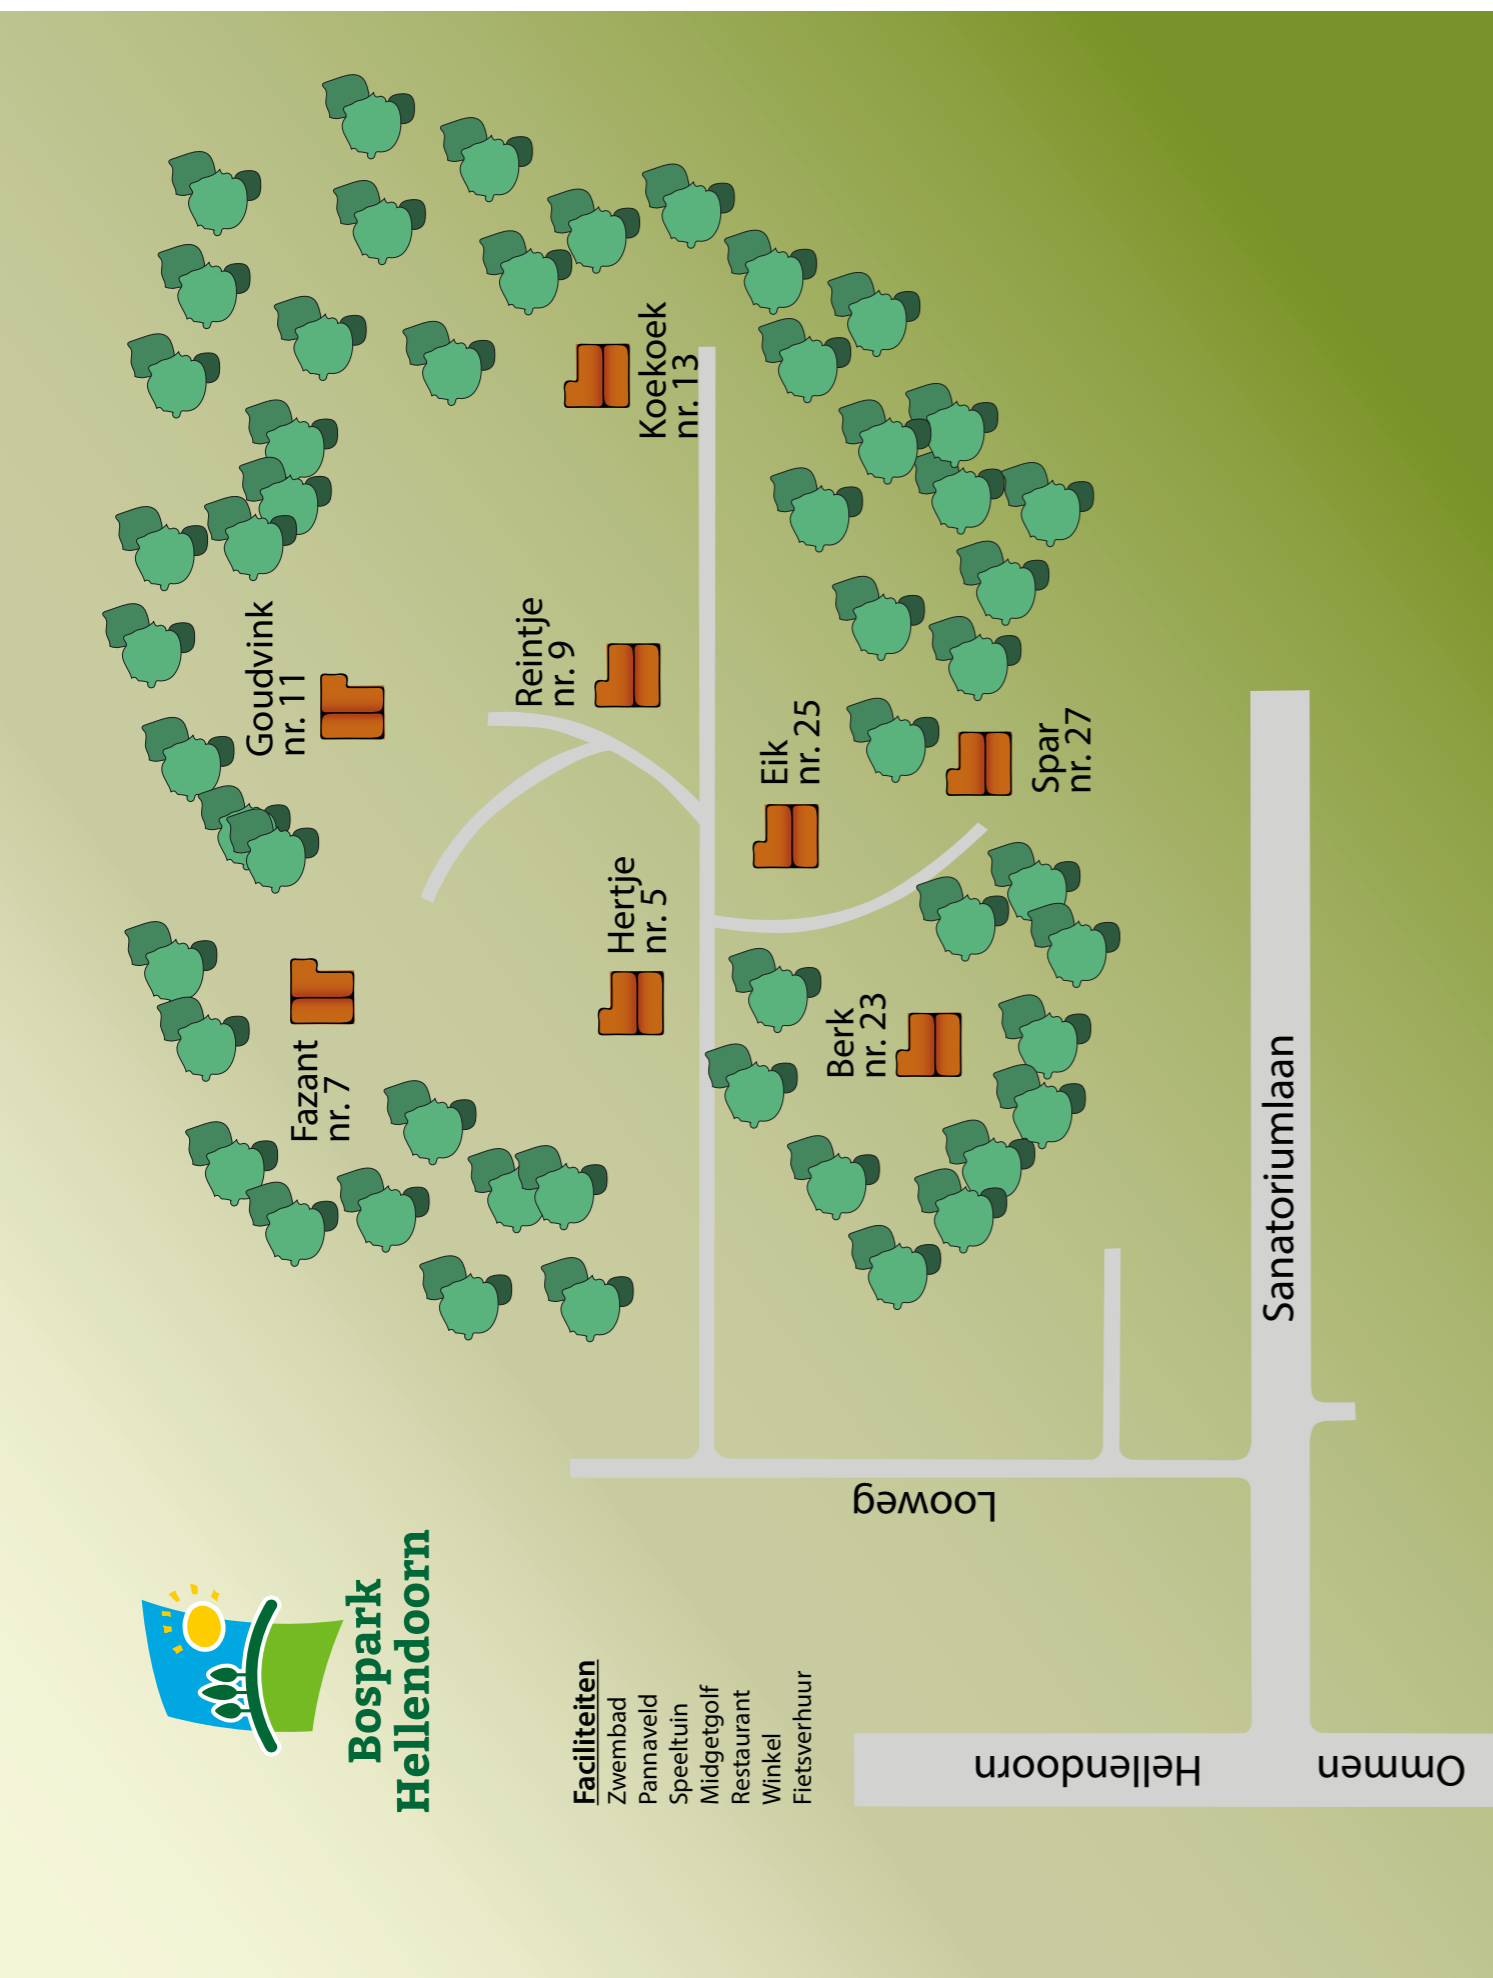 Bospark
Hellendoorn
Faciliteiten
Zwembad
Pannaveld
Speeltuin
Midgetgolf
Restaurant
Winkel
Fietsverhuur
Fazant
nr. 7
Goudvink
nr. 11
Reintje
nr. 9
Hertje
nr. 5
Koekoek
nr. 13
Eik
nr. 25
Berk
nr. 23
Spar
nr. 27
Looweg
Sanatoriumlaan
Hellendoorn
Ommen